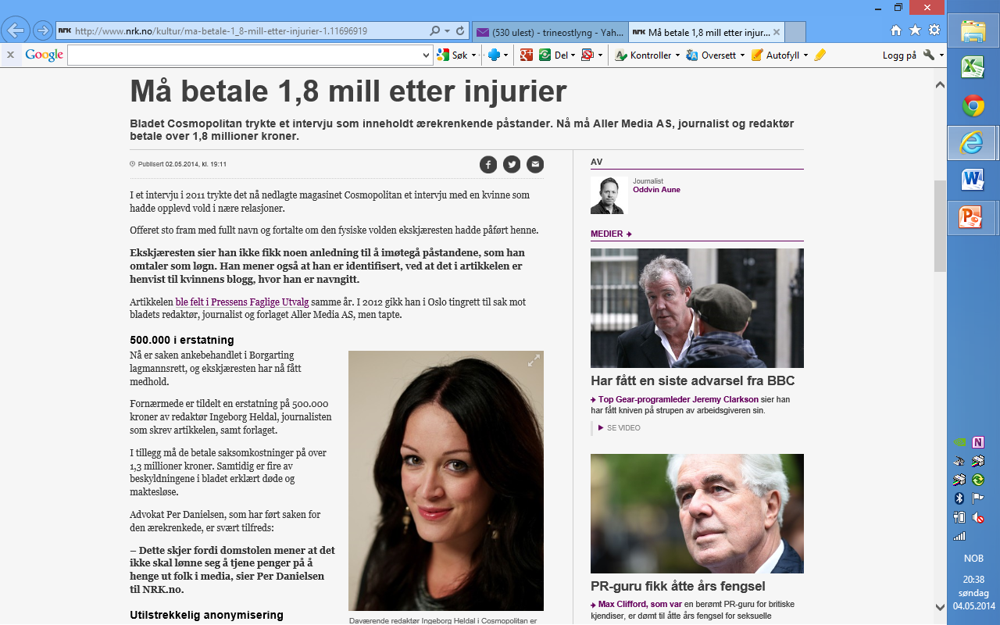 http://www.nrk.no/kultur/ma-betale-1_8-mill-etter-injurier-1.11696919
(530 ulest) - trineostlyng - Yah...
nrk Må betale 1,8 mill etter injur...
x Google
Søk
Del
Kontroller
Oversett
Autofyll
Logg på
Må betale 1,8 mill etter injurier
Bladet Cosmopolitan trykte et intervju som inneholdt ærekrenkende påstander. Nå må Aller Media AS, journalist og redaktør
betale over 1,8 millioner kroner.
Publisert 02.05.2014, kl. 19:11
I et intervju i 2011 trykte det nå nedlagte magasinet Cosmopolitan et intervju med en kvinne som
hadde opplevd vold i nære relasjoner.
Offeret sto fram med fullt navn og fortalte om den fysiske volden ekskjæresten hadde påført henne.
Ekskjæresten sier han ikke fikk noen anledning til å imøtegå påstandene, som han
omtaler som løgn. Han mener også at han er identifisert, ved at det i artikkelen er
henvist til kvinnens blogg, hvor han er navngitt.
Artikkelen ble felt i Pressens Faglige Utvalg samme år. I 2012 gikk han i Oslo tingrett til sak mot
bladets redaktør, journalist og forlaget Aller Media AS, men tapte.
500.000 i erstatning
Nå er saken ankebehandlet i Borgarting
lagmannsrett, og ekskjæresten har nå fått
medhold.
Fornærmede er tildelt en erstatning på 500.000
kroner av redaktør Ingeborg Heldal, journalisten
som skrev artikkelen, samt forlaget.
I tillegg må de betale saksomkostninger på over
1,3 millioner kroner. Samtidig er fire av
beskyldningene i bladet erklært døde og
maktesløse.
Advokat Per Danielsen, som har ført saken for
den ærekrenkede, er svært tilfreds:
– Dette skjer fordi domstolen mener at det
ikke skal lønne seg å tjene penger på å
henge ut folk i media, sier Per Danielsen
til NRK.no.
Utilstrekkelig anonymisering
Daværende redaktør Ingeborg Heldal i Cosmopolitan er
AV
Journalist
Oddvin Aune
MEDIER
Har fått en siste advarsel fra BBC
Top Gear-programleder Jeremy Clarkson sier han
har fått kniven på strupen av arbeidsgiveren sin.
SE VIDEO
PR-guru fikk åtte års fengsel
Max Clifford, som var en berømt PR-guru for britiske
kjendiser, er dømt til åtte års fengsel for seksuelle
NOB
20:38
søndag
04.05.2014